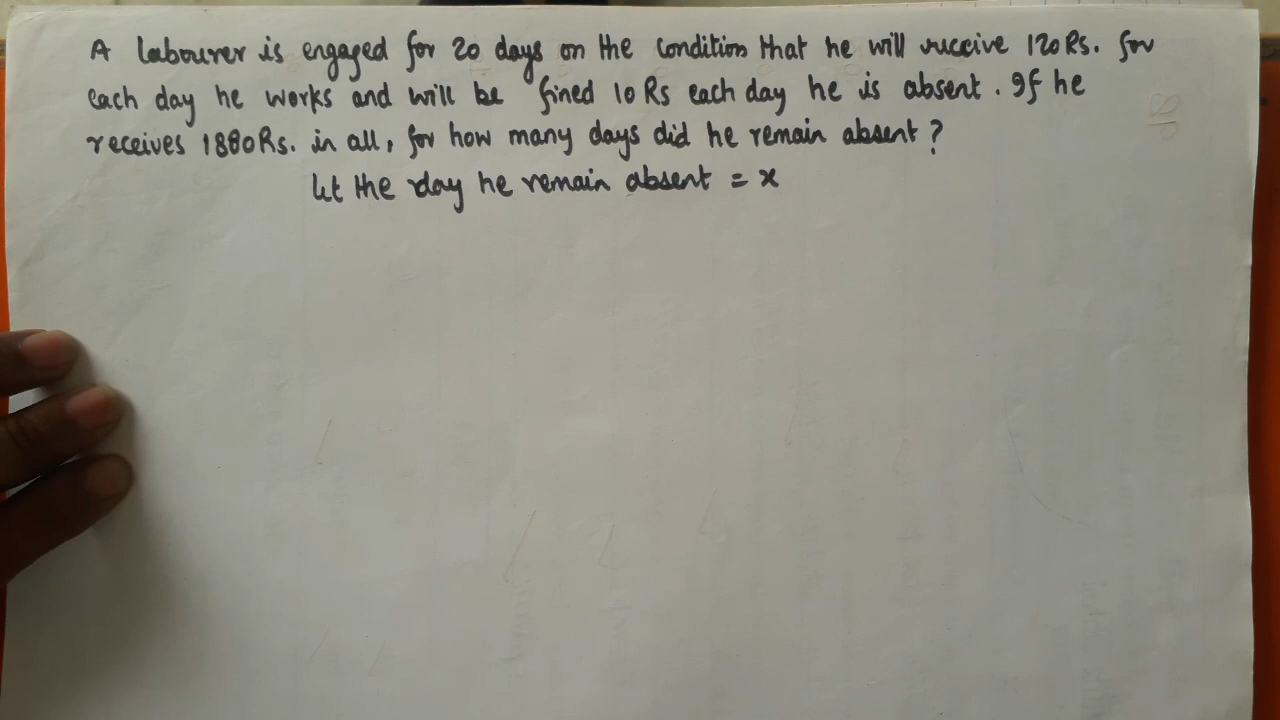 A labourer is engaged for 20 days on the condition that he will receive 120 Rs. for
each day he works and will be fined 10 Rs each day he is absent. If he
receives 1880 Rs. in all, for how many days did he remain absent?
let the day he remain absent = x